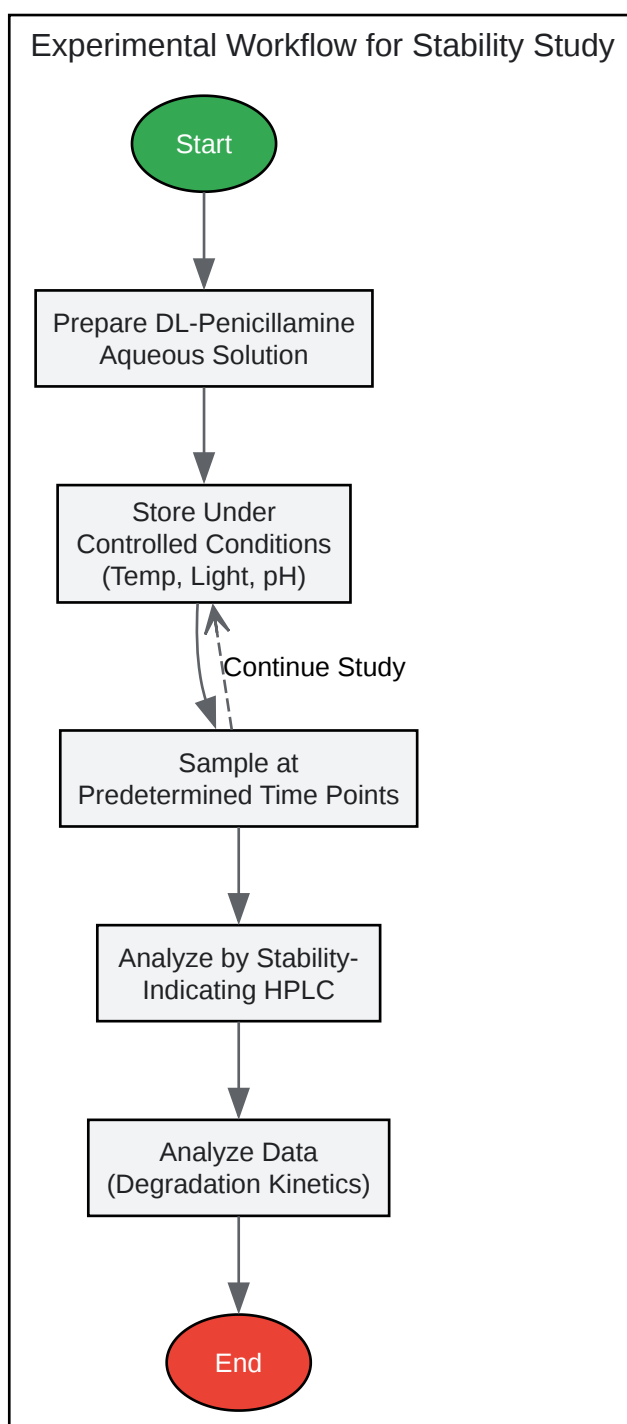 Experimental Workflow for Stability Study
Start
Prepare DL-Penicillamine
Aqueous Solution
Store Under
Controlled Conditions
(Temp, Light, pH)
Continue Study
Sample at
Predetermined Time Points
Analyze by Stability-
Indicating HPLC
Analyze Data
(Degradation Kinetics)
End